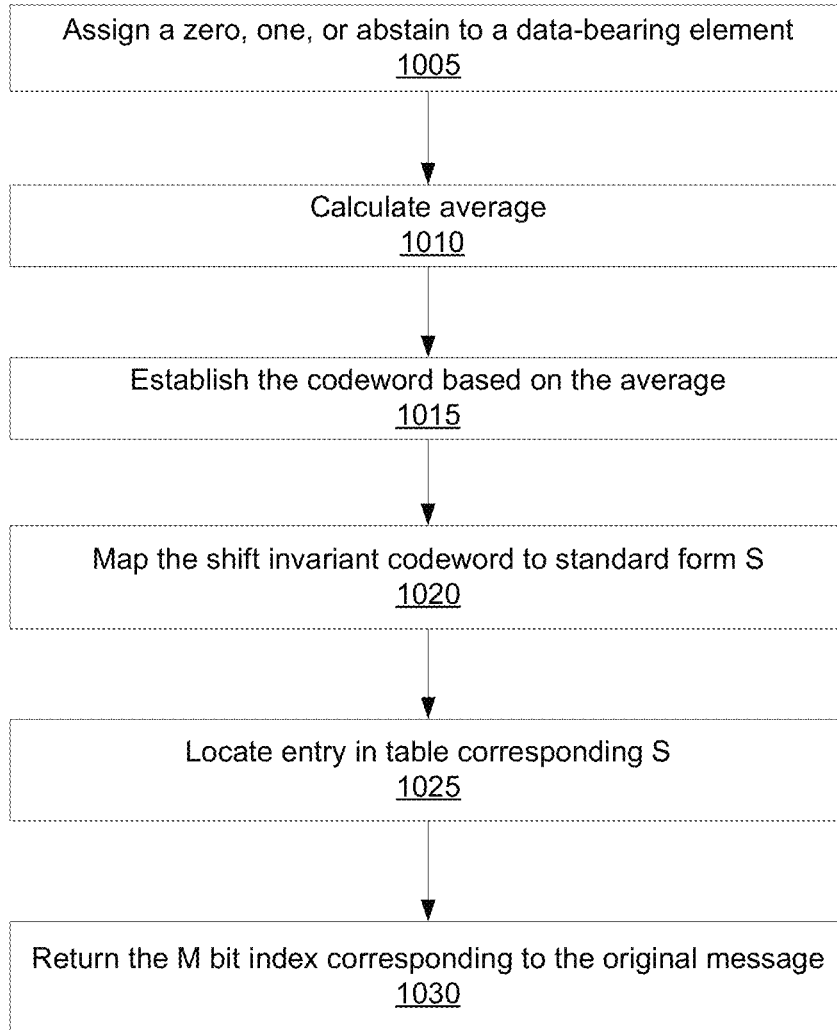 Assign a zero, one, or abstain to a data-bearing element
1005
Calculate average
1010
Establish the codeword based on the average
1015
Map the shift invariant codeword to standard form S
1020
Locate entry in table corresponding S
1025
Return the M bit index corresponding to the original message
1030